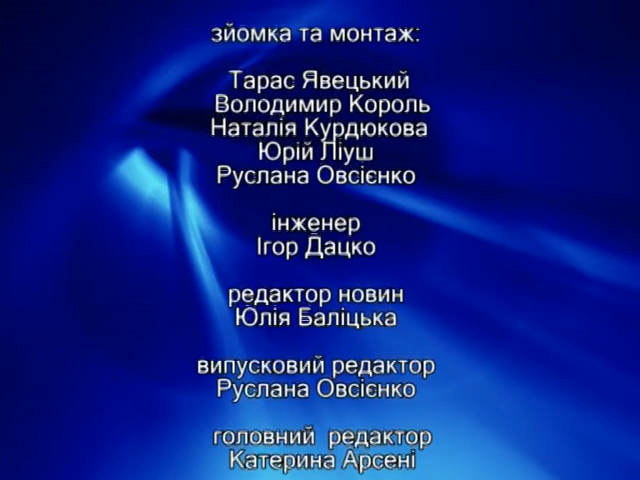 зйомка та монтаж:
Тарас Явецький
Володимир Король
Наталія Курдюкова
Юрій Ліуш
Руслана Овсієнко
інженер
Ігор Дацко
редактор новин
Юлія Баліцька
випусковий редактор
Руслана Овсієнко
головний редактор
Катерина Арсені